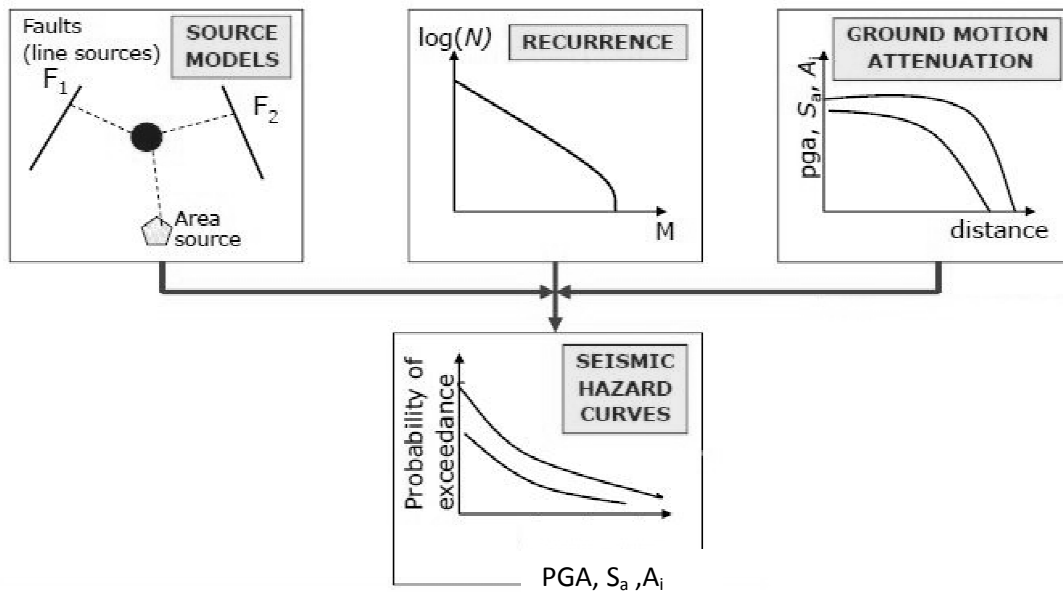 Faults
(line sources)
SOURCE
MODELS
F₁
F₂
Area
source
log(N)
RECURRENCE
M
GROUND MOTION
ATTENUATION
pga, Sₐ, Aᵢ
distance
SEISMIC
HAZARD
CURVES
Probability of
exceedance
PGA, Sₐ ,Aᵢ